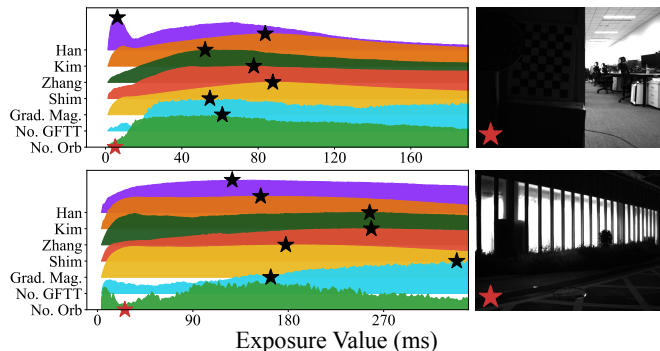 Han
Kim
Zhang
Shim
Grad. Mag.
No. GFTT
No. Orb
0 40 80 120 160
Han
Kim
Zhang
Shim
Grad. Mag.
No. GFTT
No. Orb
0 90 180 270
Exposure Value (ms)